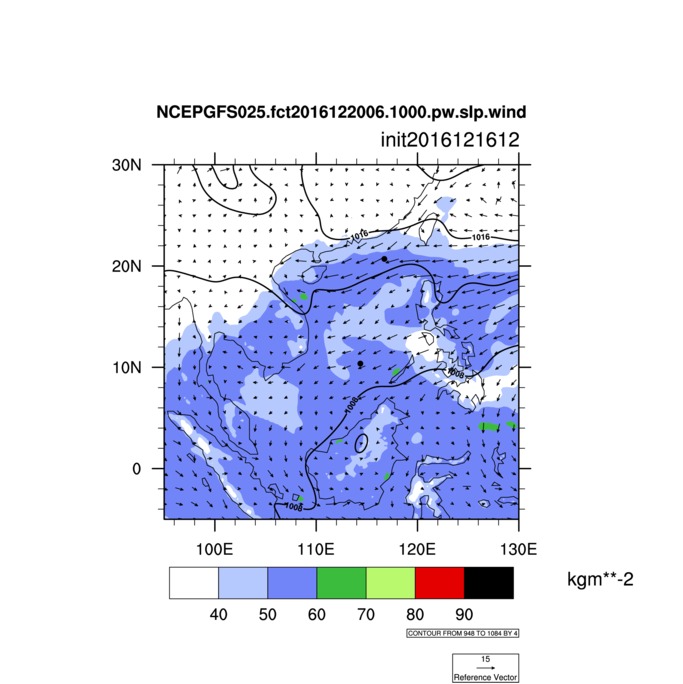 NCEPGFS025.fct2016122006.1000.pw.slp.wind
init2016121612
30N
20N
10N
0
1016
1016
1008
1008
1008
100E 110E 120E 130E
kgm**-2
40 50 60 70 80 90
CONTOUR FROM 948 TO 1084 BY 4
15
Reference Vector